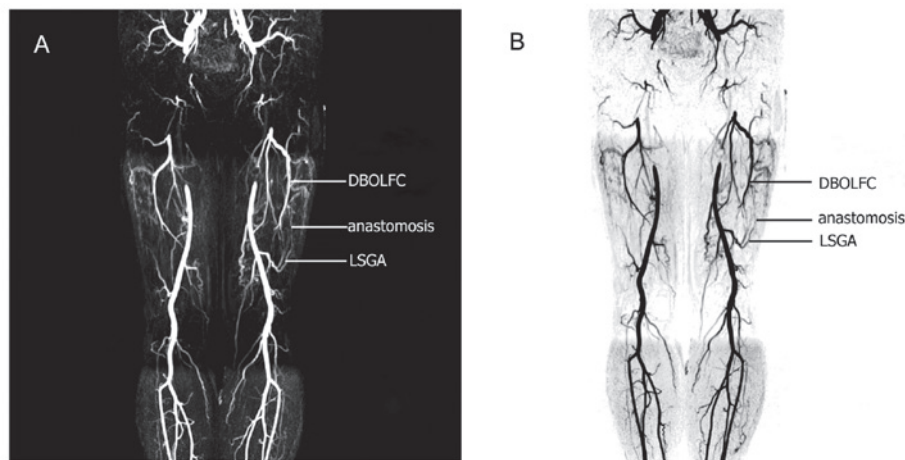 A
DBOLFC
anastomosis
LSGA
B
DBOLFC
anastomosis
LSGA